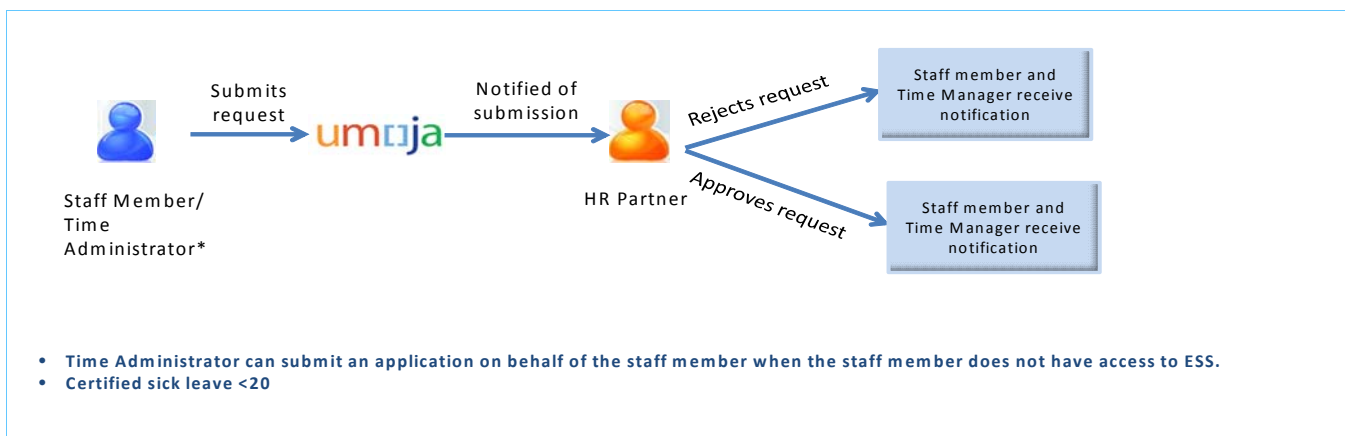 Submits
request
Notified of
submission
Rejects request
Staff member and
Time Manager receive
notification
umoja
Staff Member/
Time
Administrator*
HR Partner
Approves request
Staff member and
Time Manager receive
notification
• Time Administrator can submit an application on behalf of the staff member when the staff member does not have access to ESS.
• Certified sick leave <20